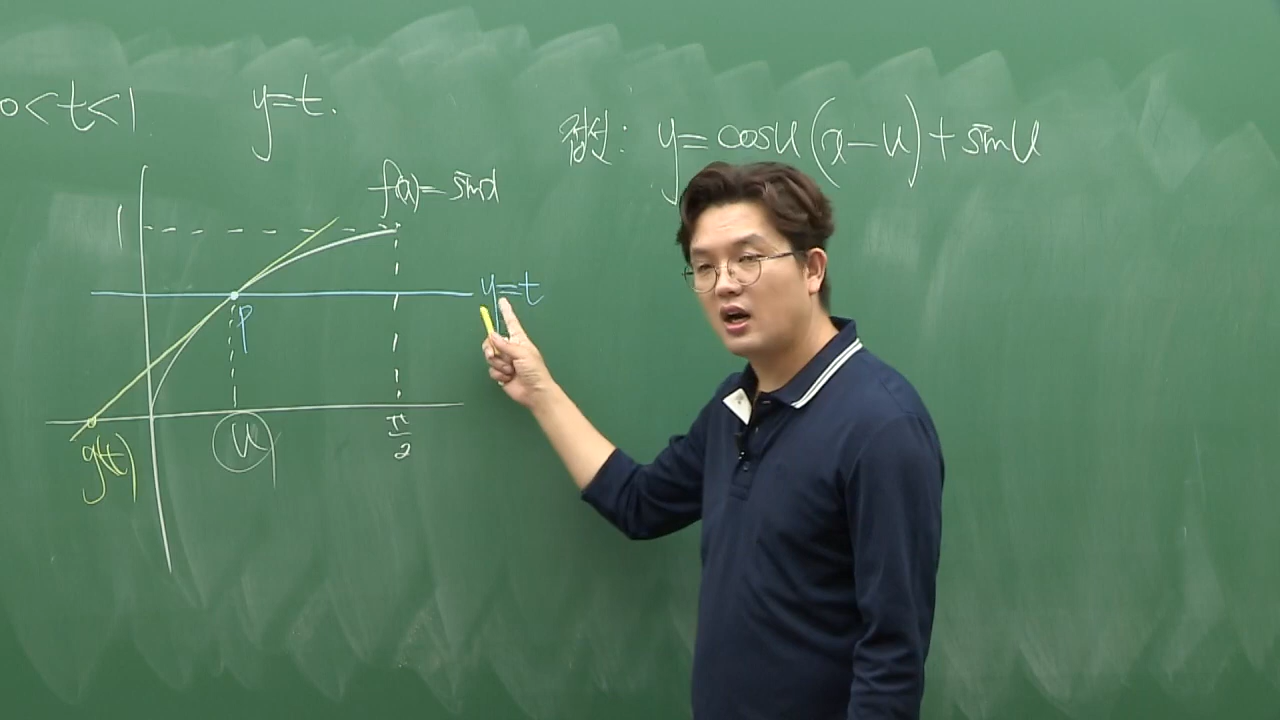 0<t<1
y=t.
접선: y=cosu(x-u)+sinu
f(x)=sinx
1
y=t
P
u
π/2
g(t)